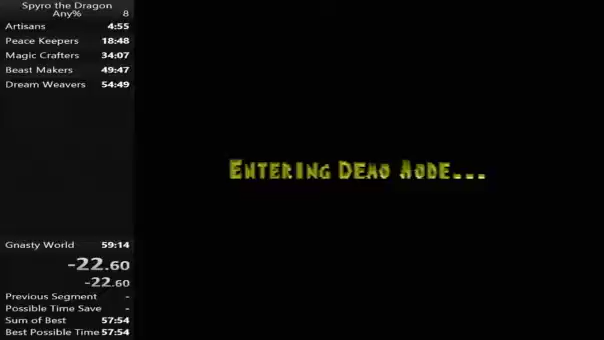 Spyro the Dragon
Any% 8
Artisans 4:55
Peace Keepers 18:48
Magic Crafters 34:07
Beast Makers 49:47
Dream Weavers 54:49
ENTERING DEMO MODE...
Gnasty World 59:14
-22.60
-22.60
Previous Segment -
Possible Time Save -
Sum of Best 57:54
Best Possible Time 57:54